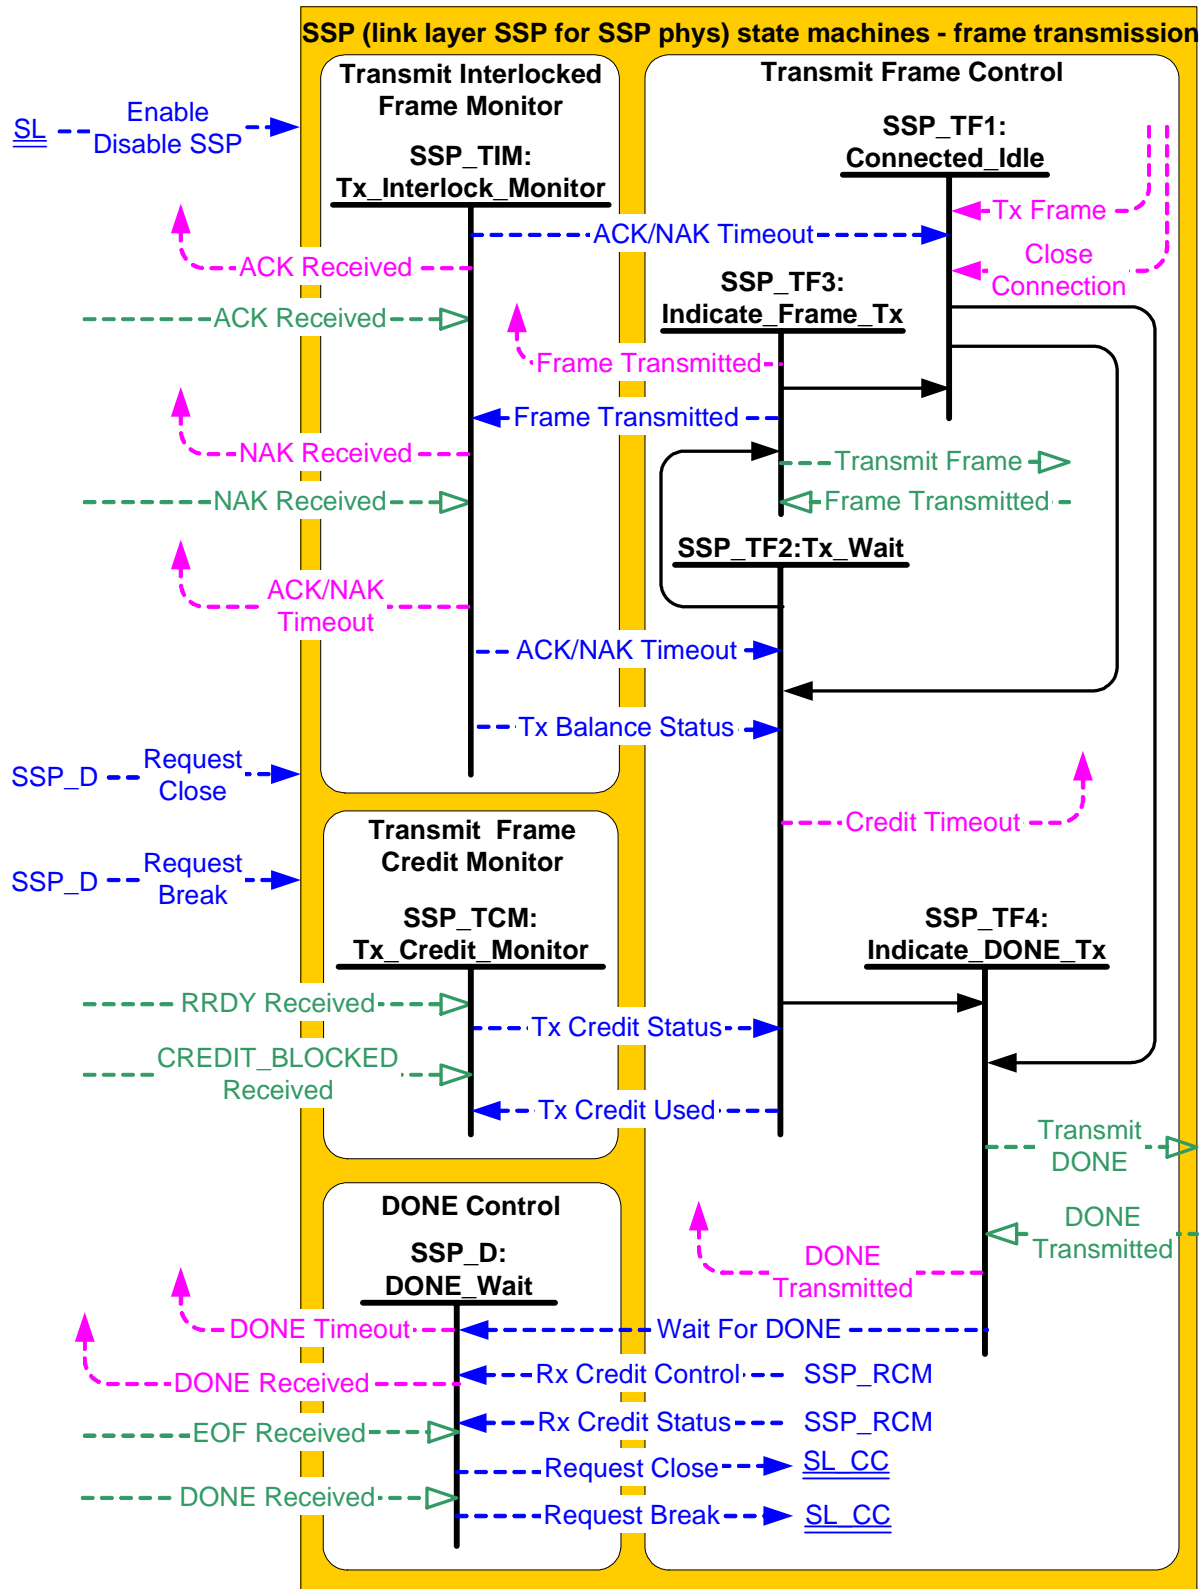 SSP (link layer SSP for SSP phys) state machines - frame transmission
Transmit Interlocked
Frame Monitor
Transmit Frame Control
SL
Enable
Disable SSP
SSP_TIM:
Tx_Interlock_Monitor
SSP_TF1:
Connected_Idle
Tx Frame
ACK/NAK Timeout
ACK Received
Close
Connection
SSP_TF3:
Indicate_Frame_Tx
ACK Received
Frame Transmitted
Frame Transmitted
NAK Received
Transmit Frame
NAK Received
Frame Transmitted
SSP_TF2:Tx_Wait
ACK/NAK
Timeout
ACK/NAK Timeout
Tx Balance Status
SSP_D
Request
Close
Credit Timeout
Transmit Frame
Credit Monitor
SSP_D
Request
Break
SSP_TCM:
Tx_Credit_Monitor
SSP_TF4:
Indicate_DONE_Tx
RRDY Received
Tx Credit Status
CREDIT_BLOCKED
Received
Tx Credit Used
Transmit
DONE
DONE Control
DONE
Transmitted
SSP_D:
DONE_Wait
DONE
Transmitted
DONE Timeout
Wait For DONE
DONE Received
Rx Credit Control
SSP_RCM
EOF Received
Rx Credit Status
SSP_RCM
Request Close
SL_CC
DONE Received
Request Break
SL_CC